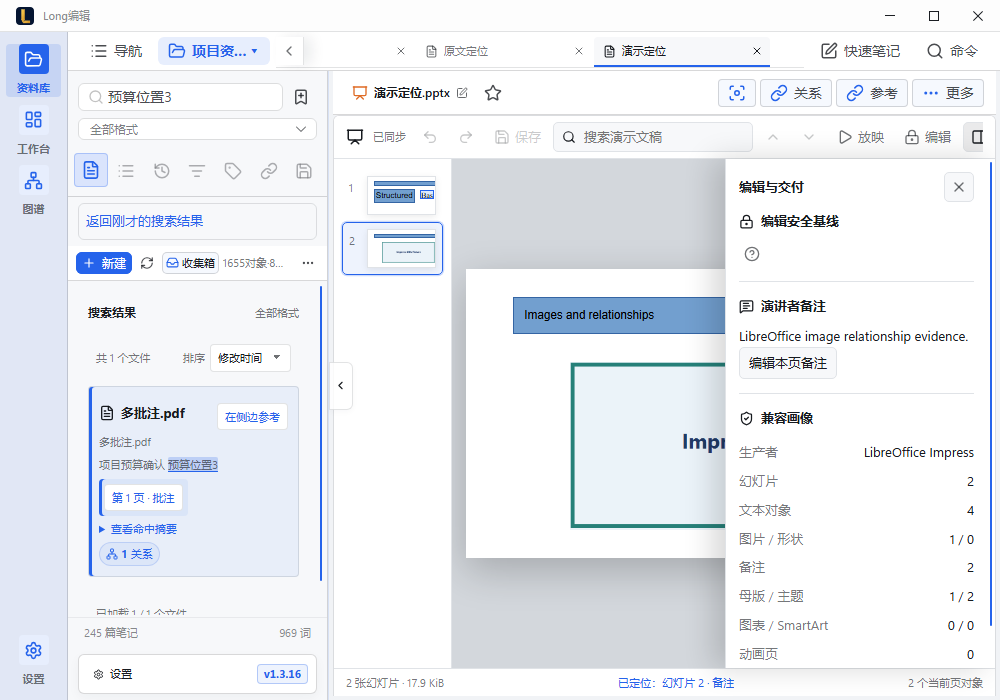 Long编辑
资料库
工作台
图谱
设置
导航
项目资...
原文定位
演示定位
快速笔记
命令
预算位置3
全部格式
返回刚才的搜索结果
新建
收集箱
1655对象·8...
搜索结果
全部格式
共 1 个文件
排序
修改时间
多批注.pdf
在侧边参考
多批注.pdf
项目预算确认 预算位置3
第 1 页 · 批注
查看命中摘要
1 关系
已加载 1 / 1 个文件
245 篇笔记
969 词
设置
v1.3.16
演示定位.pptx
关系
参考
更多
已同步
保存
搜索演示文稿
放映
编辑
1
Structured
2
Images and relationships
Impr
编辑与交付
编辑安全基线
演讲者备注
LibreOffice image relationship evidence.
编辑本页备注
兼容画像
生产者
LibreOffice Impress
幻灯片
2
文本对象
4
图片 / 形状
1 / 0
备注
2
母版 / 主题
1 / 2
图表 / SmartArt
0 / 0
动画页
0
2 张幻灯片 · 17.9 KiB
已定位：幻灯片 2 · 备注
2 个当前页对象